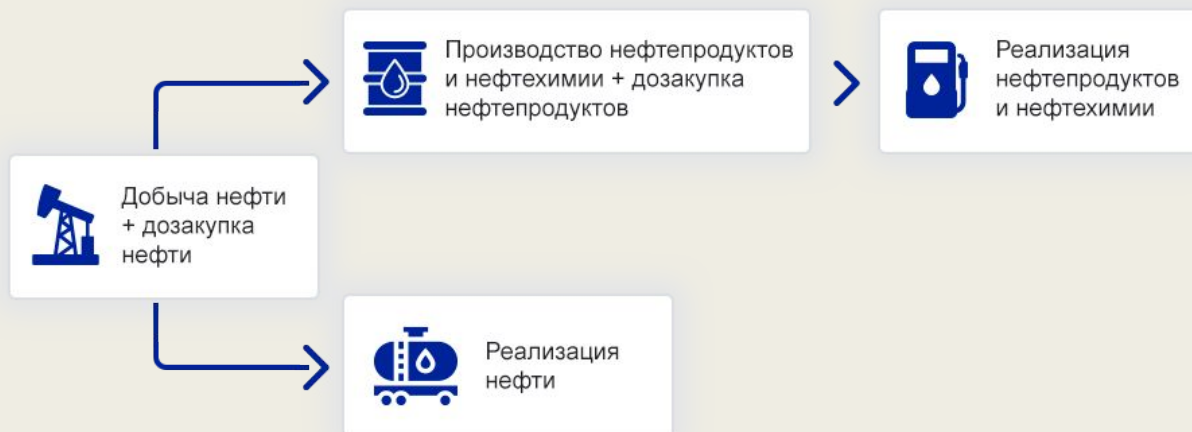 Производство нефтепродуктов
и нефтехимии + дозакупка
нефтепродуктов
Реализация
нефтепродуктов
и нефтехимии
Добыча нефти
+ дозакупка
нефти
Реализация
нефти